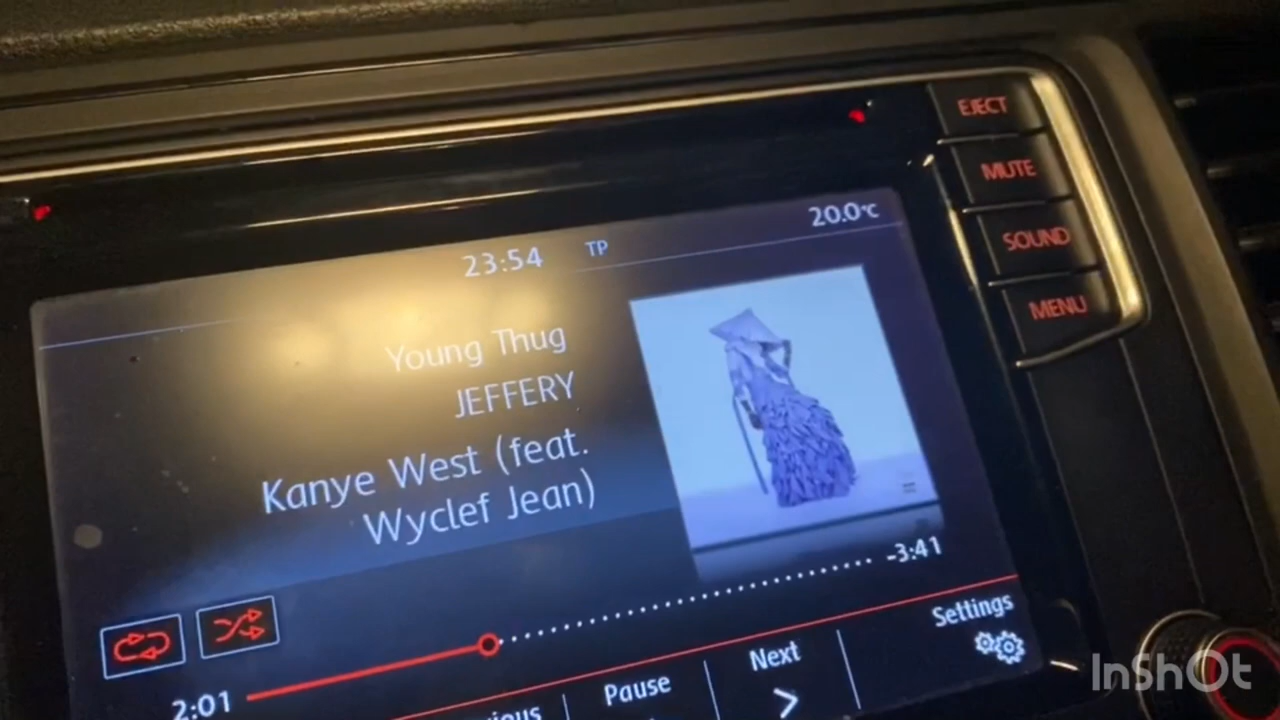 EJECT
MUTE
SOUND
MENU
23:54 TP 20.0°C
Young Thug
JEFFERY
Kanye West (feat.
Wyclef Jean)
2:01 -3:41
Pause
Next
Settings
InShOt